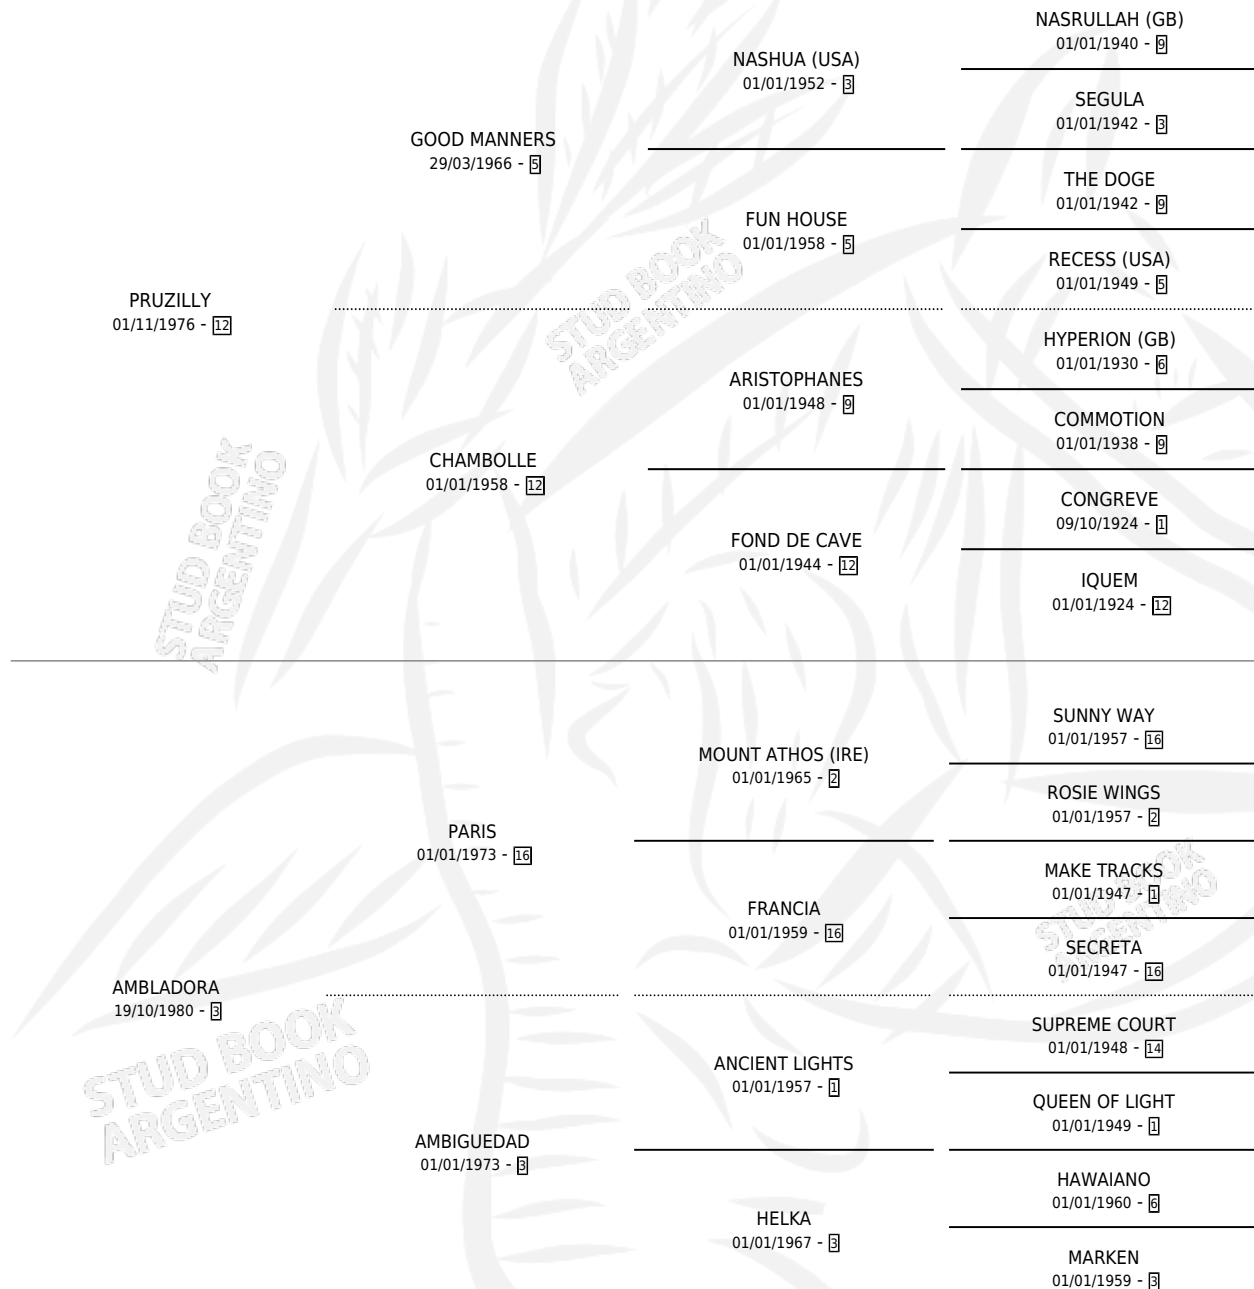 PRUZILLY
01/11/1976 - 12
GOOD MANNERS
29/03/1966 - 5
NASHUA (USA)
01/01/1952 - 3
NASRULLAH (GB)
01/01/1940 - 9
SEGULA
01/01/1942 - 3
FUN HOUSE
01/01/1958 - 5
THE DOGE
01/01/1942 - 9
RECESS (USA)
01/01/1949 - 5
CHAMBOLLE
01/01/1958 - 12
ARISTOPHANES
01/01/1948 - 9
HYPERION (GB)
01/01/1930 - 6
COMMOTION
01/01/1938 - 9
FOND DE CAVE
01/01/1944 - 12
CONGREVE
09/10/1924 - 1
IQUEM
01/01/1924 - 12
AMBLADORA
19/10/1980 - 3
PARIS
01/01/1973 - 16
MOUNT ATHOS (IRE)
01/01/1965 - 2
SUNNY WAY
01/01/1957 - 16
ROSIE WINGS
01/01/1957 - 2
FRANCIA
01/01/1959 - 16
MAKE TRACKS
01/01/1947 - 1
SECRETA
01/01/1947 - 16
AMBIGUEDAD
01/01/1973 - 3
ANCIENT LIGHTS
01/01/1957 - 1
SUPREME COURT
01/01/1948 - 14
QUEEN OF LIGHT
01/01/1949 - 1
HELKA
01/01/1967 - 3
HAWAIANO
01/01/1960 - 6
MARKEN
01/01/1959 - 3
STUD BOOK
ARGENTINO
STUD BOOK
ARGENTINO
STUD BOOK
ARGENTINO
STUD BOOK
ARGENTINO